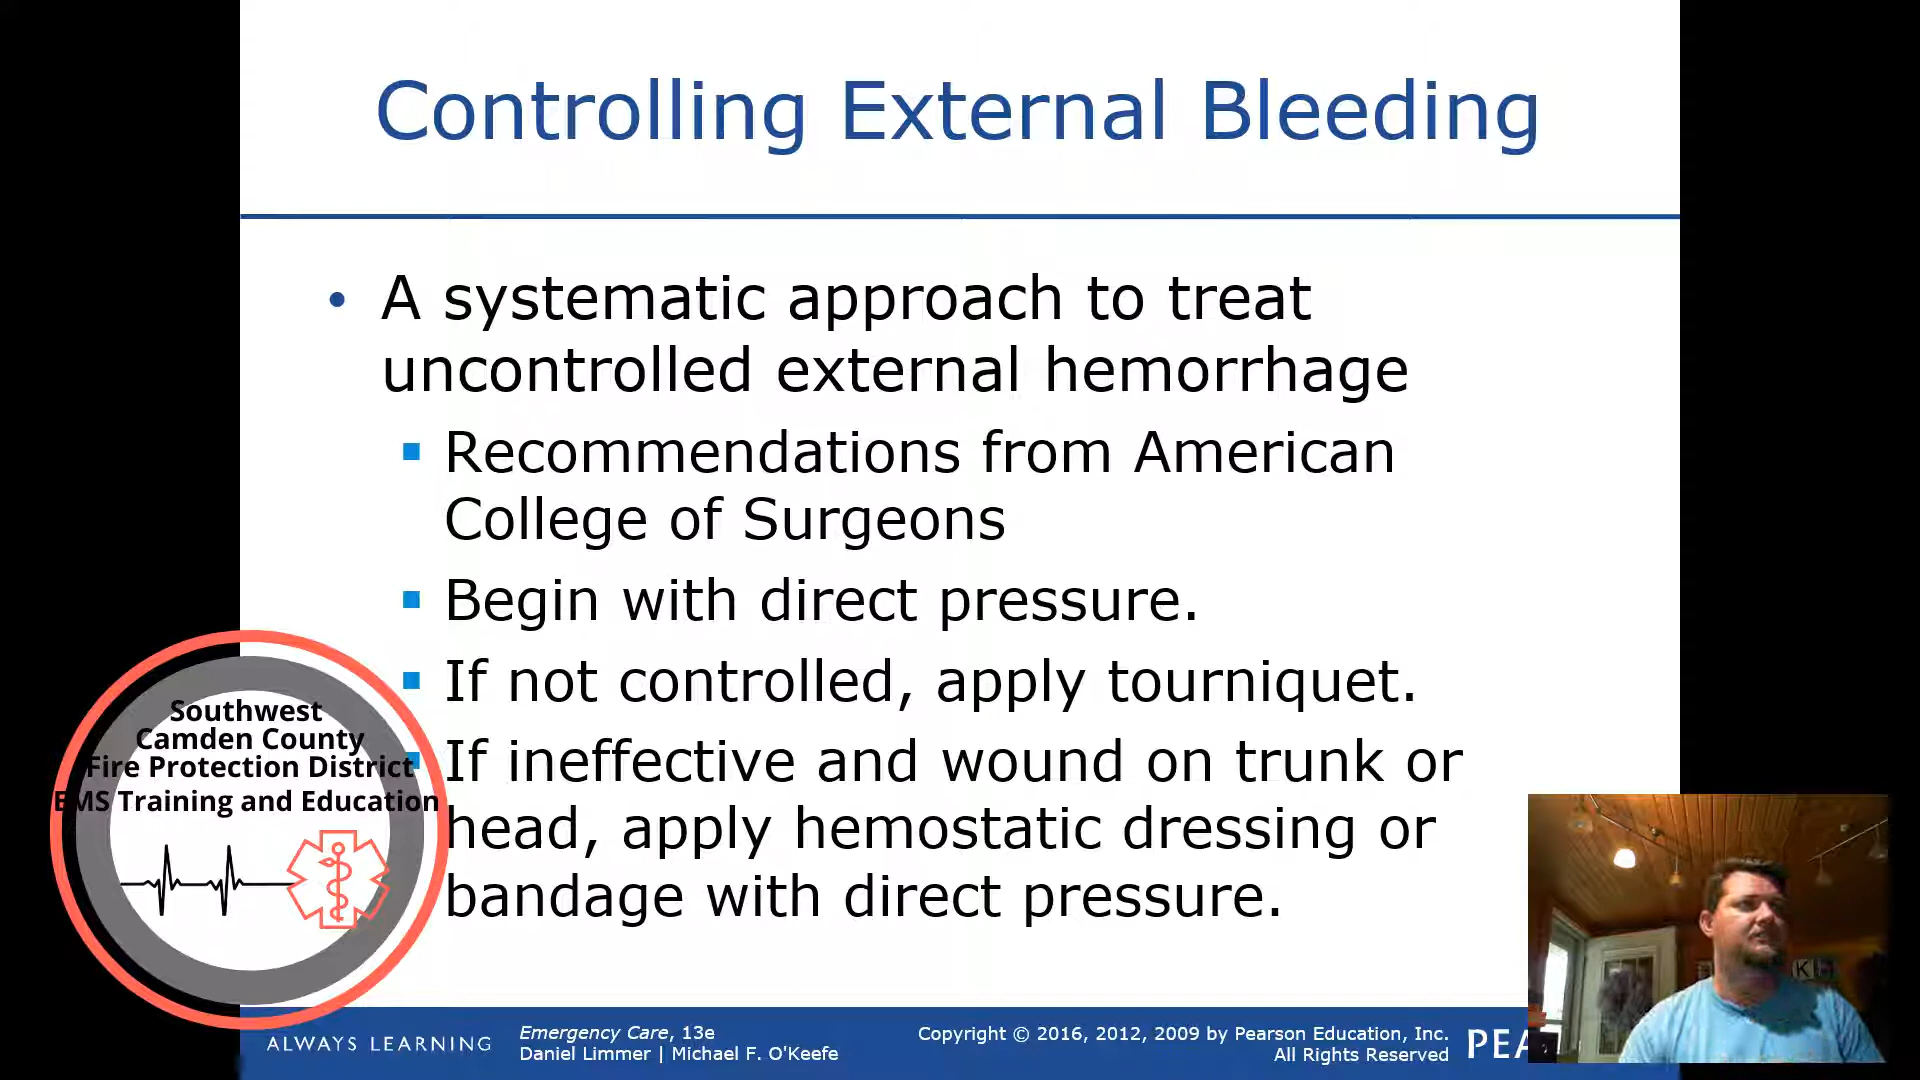 Controlling External Bleeding
• A systematic approach to treat
uncontrolled external hemorrhage
▪ Recommendations from American
College of Surgeons
▪ Begin with direct pressure.
▪ If not controlled, apply tourniquet.
▪ If ineffective and wound on trunk or
head, apply hemostatic dressing or
bandage with direct pressure.
Southwest
Camden County
Fire Protection District
EMS Training and Education
ALWAYS LEARNING
Emergency Care, 13e
Daniel Limmer | Michael F. O'Keefe
Copyright © 2016, 2012, 2009 by Pearson Education, Inc.
All Rights Reserved